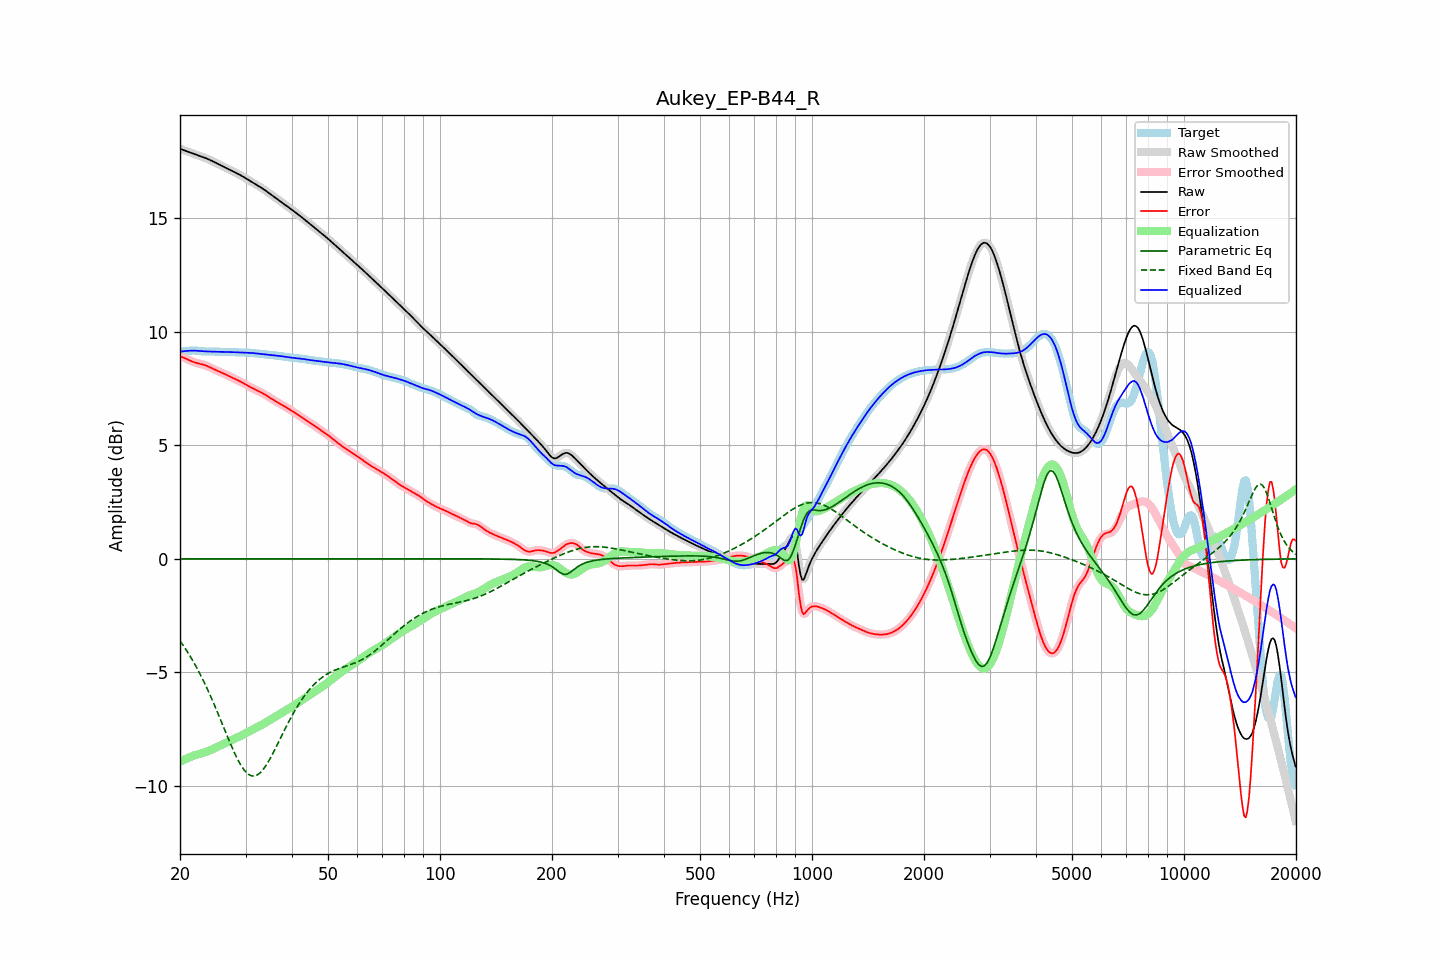 Aukey_EP-B44_R
Target
Raw Smoothed
Error Smoothed
Raw
Error
Equalization
Parametric Eq
Fixed Band Eq
Equalized
Amplitude (dBr)
15
10
5
0
−5
−10
20
50
100
200
500
1000
2000
5000
10000
20000
Frequency (Hz)